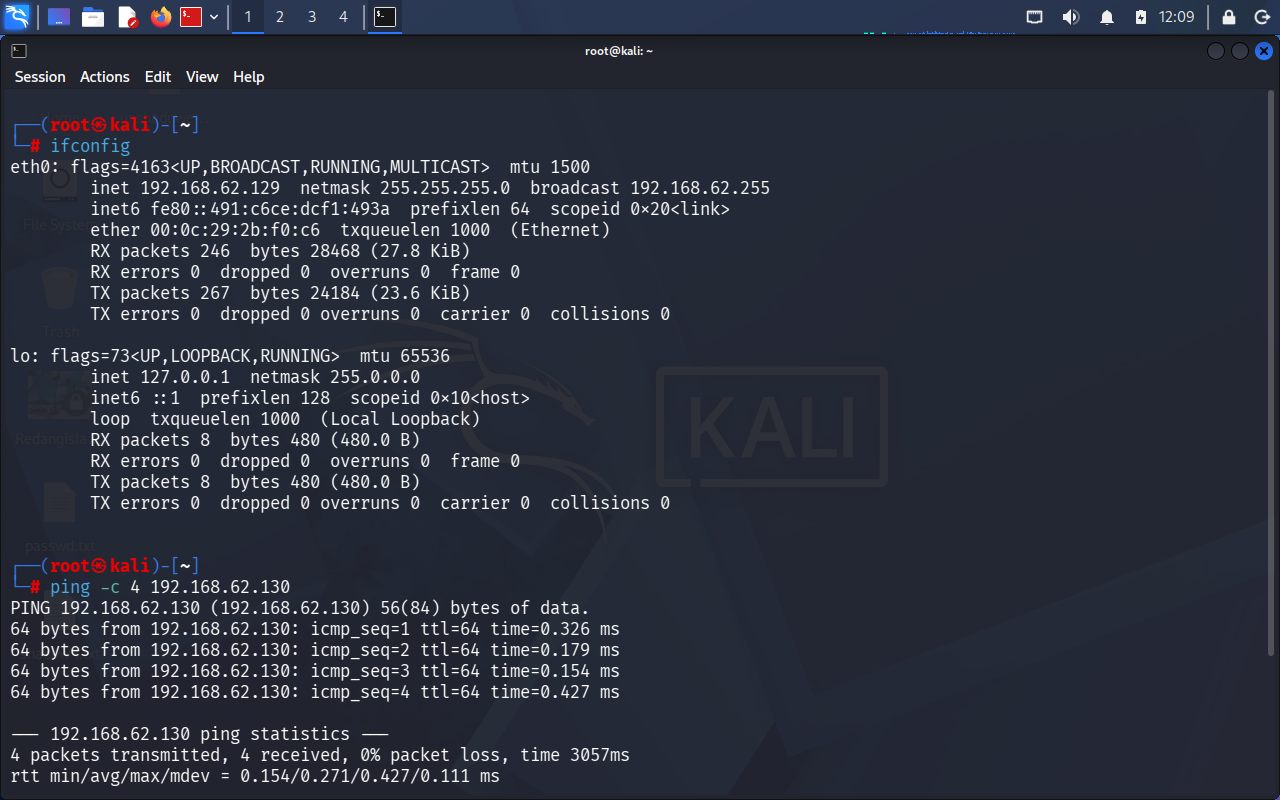 1 2 3 4 12:09
root@kali: ~
Session Actions Edit View Help
┌──(root㉿kali)-[~]
└─# ifconfig
eth0: flags=4163<UP,BROADCAST,RUNNING,MULTICAST>  mtu 1500
        inet 192.168.62.129  netmask 255.255.255.0  broadcast 192.168.62.255
        inet6 fe80::491:c6ce:dcf1:493a  prefixlen 64  scopeid 0×20<link>
        ether 00:0c:29:2b:f0:c6  txqueuelen 1000  (Ethernet)
        RX packets 246  bytes 28468 (27.8 KiB)
        RX errors 0  dropped 0  overruns 0  frame 0
        TX packets 267  bytes 24184 (23.6 KiB)
        TX errors 0  dropped 0 overruns 0  carrier 0  collisions 0
lo: flags=73<UP,LOOPBACK,RUNNING>  mtu 65536
        inet 127.0.0.1  netmask 255.0.0.0
        inet6 ::1  prefixlen 128  scopeid 0×10<host>
        loop  txqueuelen 1000  (Local Loopback)
        RX packets 8  bytes 480 (480.0 B)
        RX errors 0  dropped 0  overruns 0  frame 0
        TX packets 8  bytes 480 (480.0 B)
        TX errors 0  dropped 0 overruns 0  carrier 0  collisions 0
┌──(root㉿kali)-[~]
└─# ping -c 4 192.168.62.130
PING 192.168.62.130 (192.168.62.130) 56(84) bytes of data.
64 bytes from 192.168.62.130: icmp_seq=1 ttl=64 time=0.326 ms
64 bytes from 192.168.62.130: icmp_seq=2 ttl=64 time=0.179 ms
64 bytes from 192.168.62.130: icmp_seq=3 ttl=64 time=0.154 ms
64 bytes from 192.168.62.130: icmp_seq=4 ttl=64 time=0.427 ms
--- 192.168.62.130 ping statistics ---
4 packets transmitted, 4 received, 0% packet loss, time 3057ms
rtt min/avg/max/mdev = 0.154/0.271/0.427/0.111 ms
File System
Trash
passwd.txt
KALI